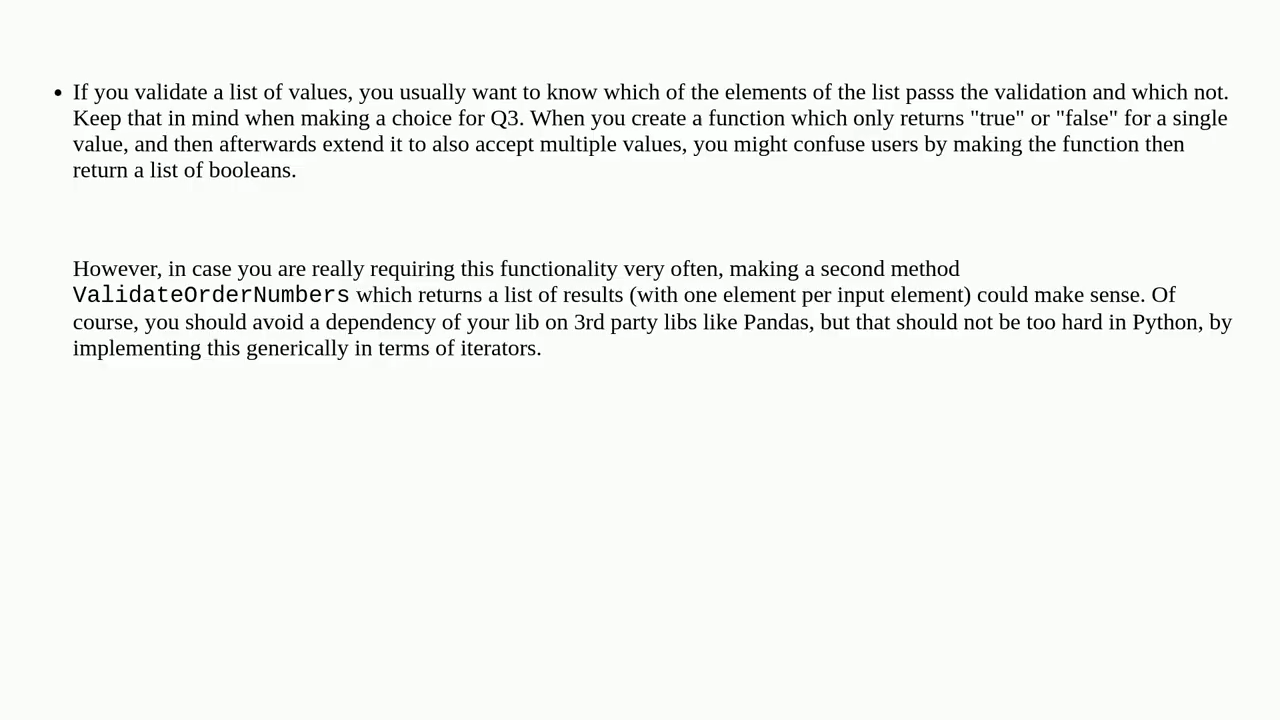 • If you validate a list of values, you usually want to know which of the elements of the list passs the validation and which not.
Keep that in mind when making a choice for Q3. When you create a function which only returns "true" or "false" for a single
value, and then afterwards extend it to also accept multiple values, you might confuse users by making the function then
return a list of booleans.
However, in case you are really requiring this functionality very often, making a second method
ValidateOrderNumbers which returns a list of results (with one element per input element) could make sense. Of
course, you should avoid a dependency of your lib on 3rd party libs like Pandas, but that should not be too hard in Python, by
implementing this generically in terms of iterators.